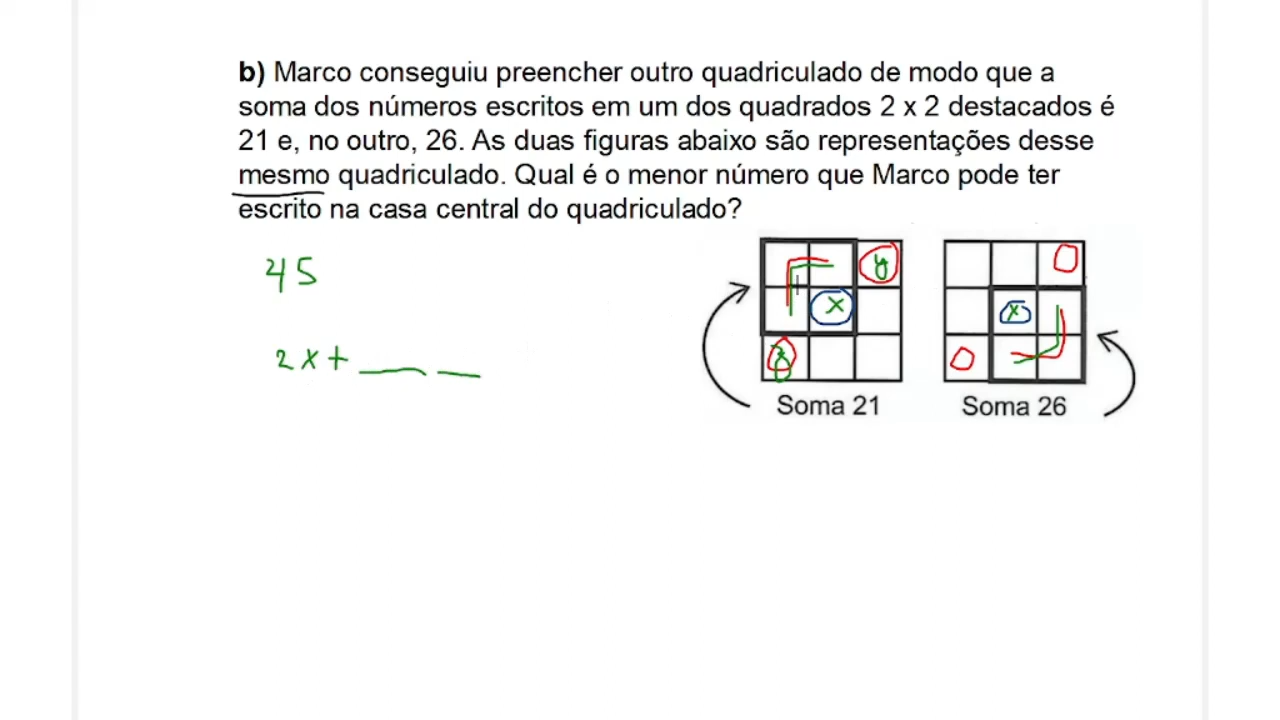 b) Marco conseguiu preencher outro quadriculado de modo que a
soma dos números escritos em um dos quadrados 2 x 2 destacados é
21 e, no outro, 26. As duas figuras abaixo são representações desse
mesmo quadriculado. Qual é o menor número que Marco pode ter
escrito na casa central do quadriculado?
45
2x+
y
x
x
Soma 21
Soma 26